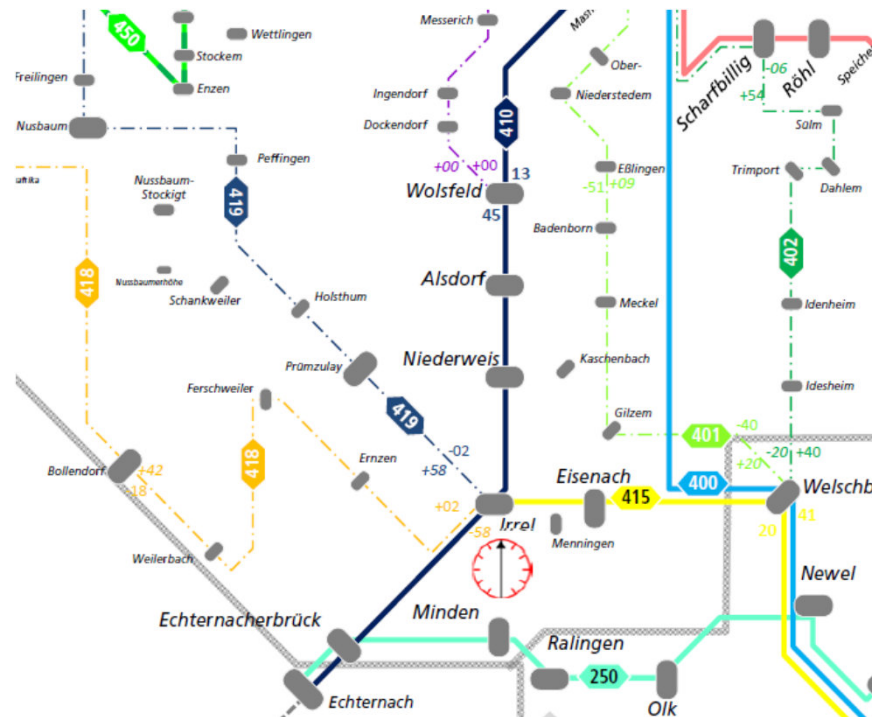 450
Wettlingen
Stockem
Enzen
Freilingen
Nusbaum
Peffingen
Nussbaum-
Stockigt
419
418
Nussbaumerhöhe
Schankweiler
Holsthum
Prümzulay
Ferschweiler
419
-02
+58
418
Ernzen
Bollendorf
+42
-18
Weilerbach
+02
-58
Messerich
Ingendorf
Dockendorf
+00
+00
410
13
Wolsfeld
45
Alsdorf
Niederweis
Irrel
Eisenach
415
Menningen
Ober-
Niederstedem
Eßlingen
-51
+09
Badenborn
Meckel
Kaschenbach
Gilzem
401
-40
+20
-20
+40
400
Scharfbillig
-06
+54
Röhl
Speiche
Sülm
Trimport
Dahlem
402
Idenheim
Idesheim
Welschb
41
20
Newel
Echternacherbrück
Minden
Ralingen
250
Olk
Echternach